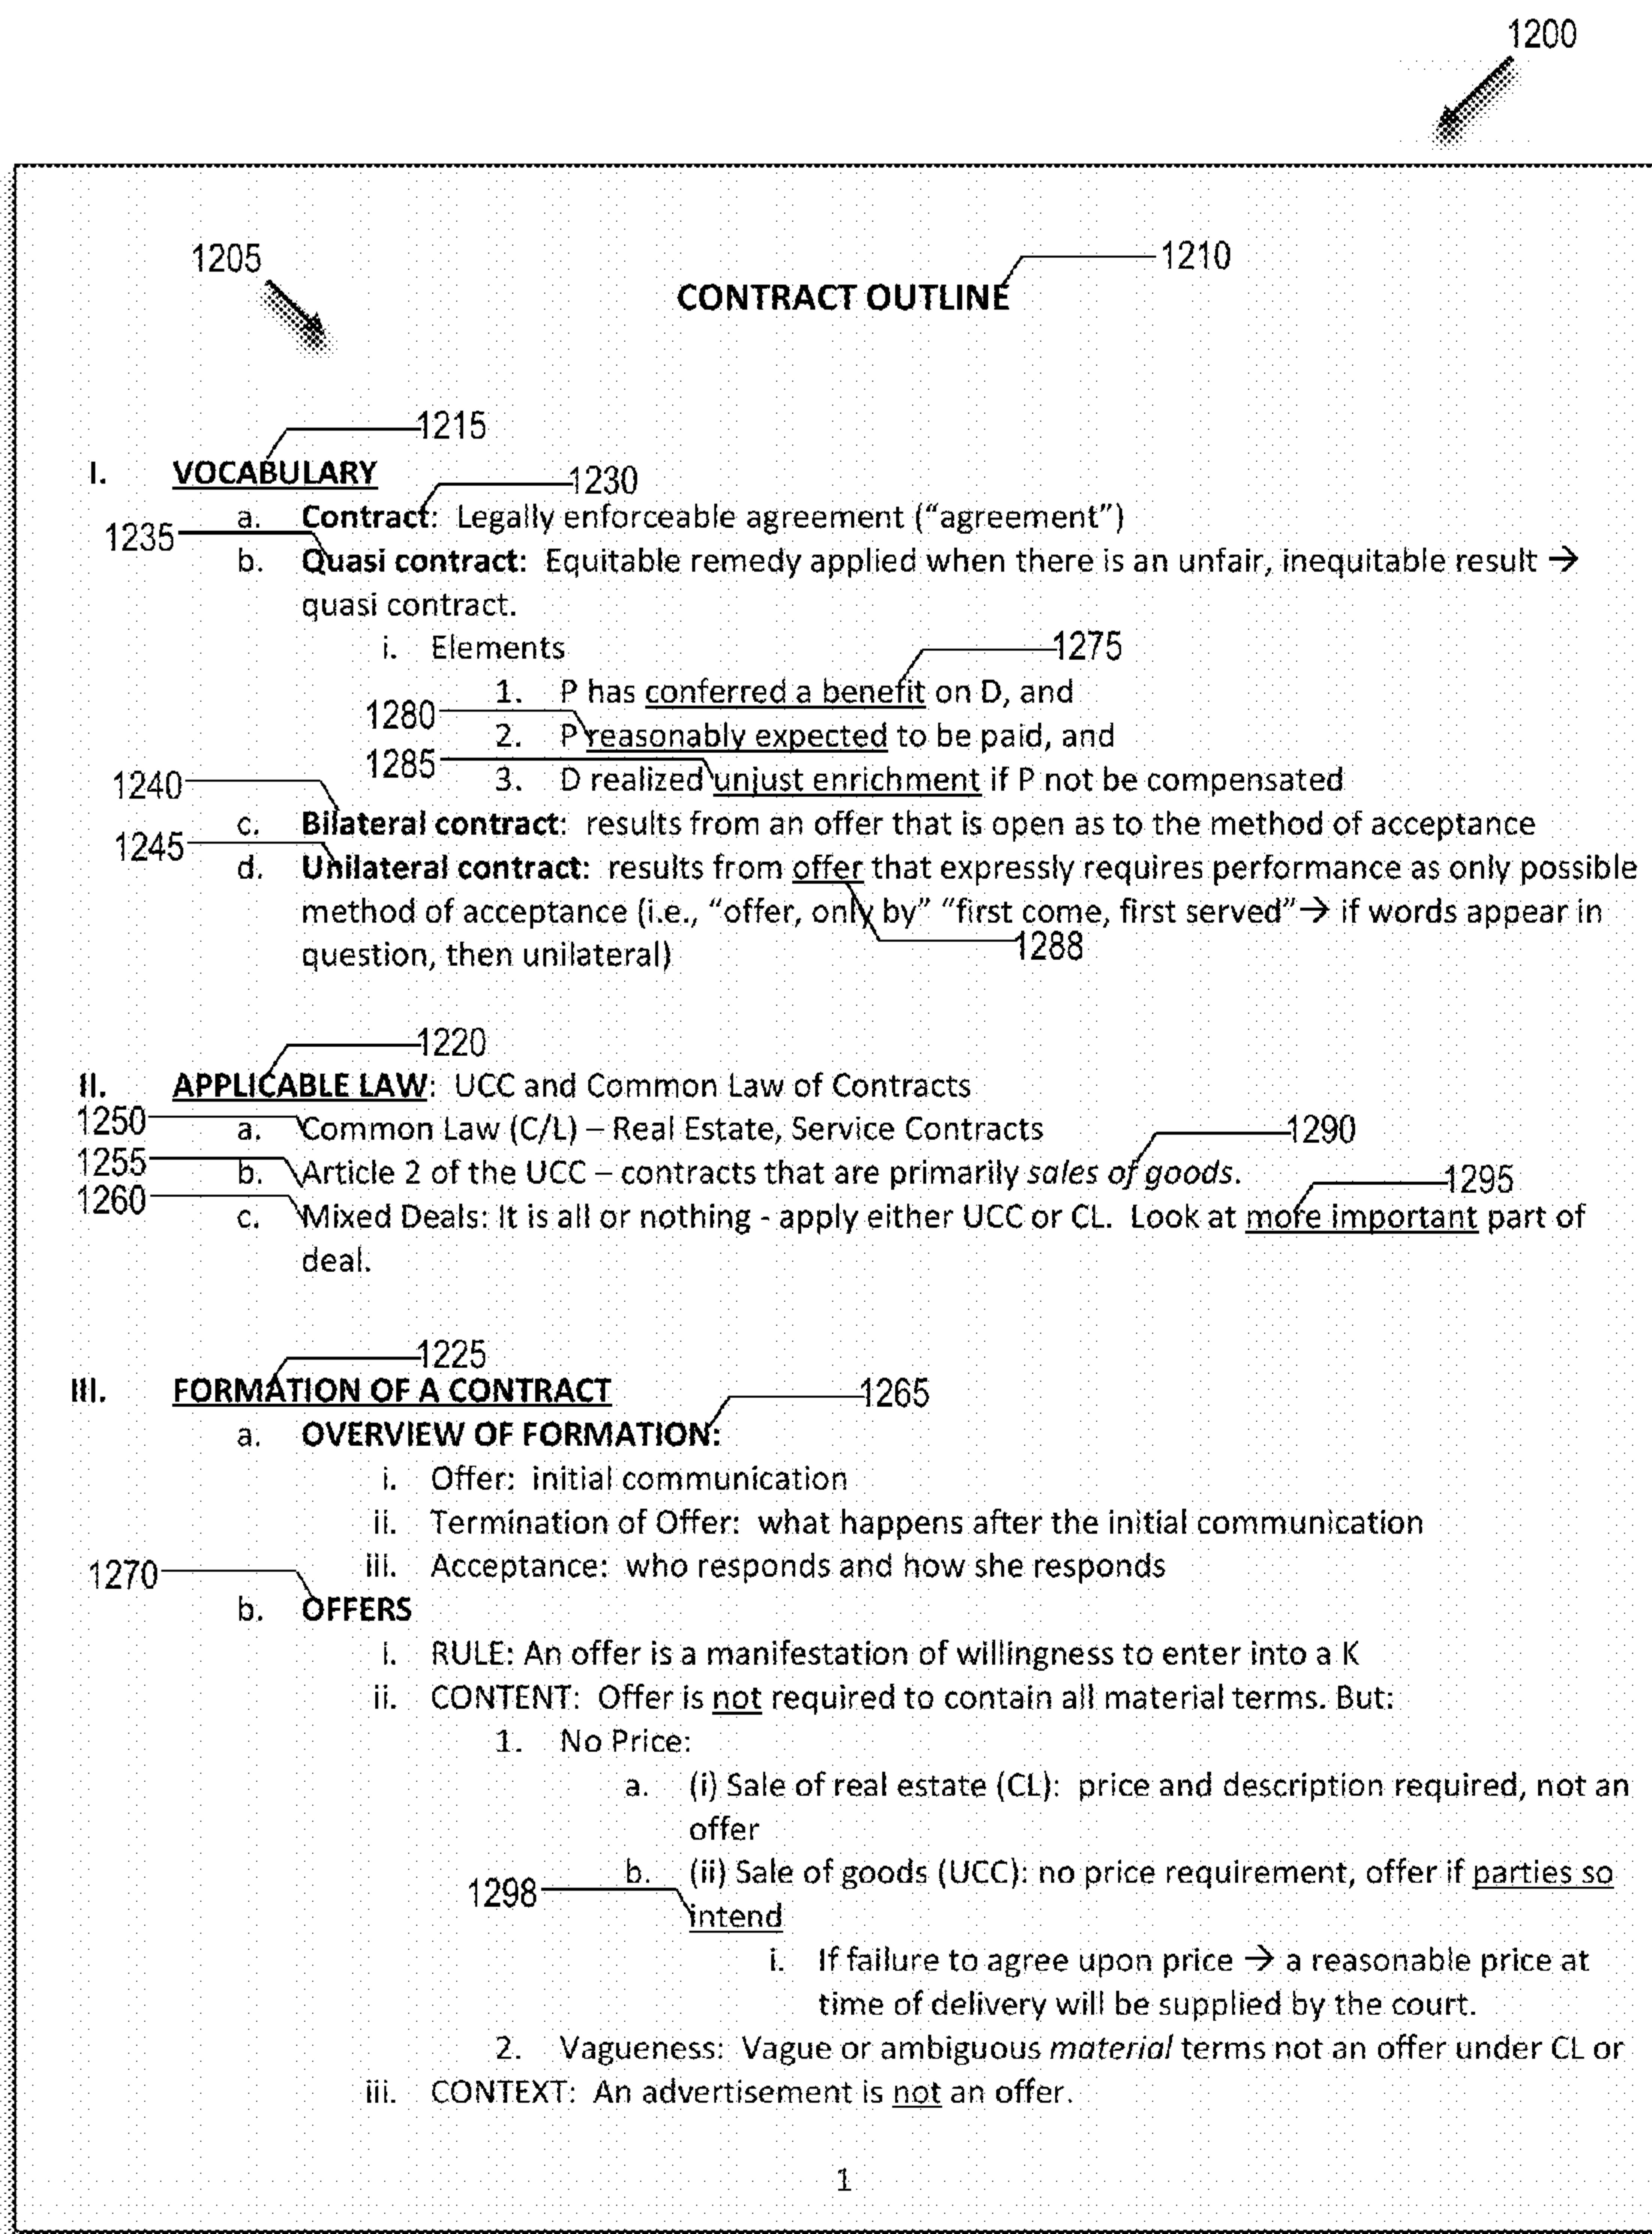 1200
1205
1210
CONTRACT OUTLINE
1215
I. VOCABULARY
1230
a. Contract: Legally enforceable agreement (“agreement”)
1235
b. Quasi contract: Equitable remedy applied when there is an unfair, inequitable result →
quasi contract.
i. Elements
1275
1. P has conferred a benefit on D, and
1280
2. P reasonably expected to be paid, and
1285
3. D realized unjust enrichment if P not be compensated
1240
c. Bilateral contract: results from an offer that is open as to the method of acceptance
1245
d. Unilateral contract: results from offer that expressly requires performance as only possible
method of acceptance (i.e., “offer, only by” “first come, first served”→ if words appear in
1288
question, then unilateral)
1220
II. APPLICABLE LAW: UCC and Common Law of Contracts
1250
a. Common Law (C/L) – Real Estate, Service Contracts
1290
1255
b. Article 2 of the UCC – contracts that are primarily sales of goods.
1295
1260
c. Mixed Deals: It is all or nothing - apply either UCC or CL. Look at more important part of
deal.
1225
III. FORMATION OF A CONTRACT
1265
a. OVERVIEW OF FORMATION:
i. Offer: initial communication
ii. Termination of Offer: what happens after the initial communication
iii. Acceptance: who responds and how she responds
1270
b. OFFERS
i. RULE: An offer is a manifestation of willingness to enter into a K
ii. CONTENT: Offer is not required to contain all material terms. But:
1. No Price:
a. (i) Sale of real estate (CL): price and description required, not an
offer
b. (ii) Sale of goods (UCC): no price requirement, offer if parties so
1298
intend
i. If failure to agree upon price → a reasonable price at
time of delivery will be supplied by the court.
2. Vagueness: Vague or ambiguous material terms not an offer under CL or
iii. CONTEXT: An advertisement is not an offer.
1